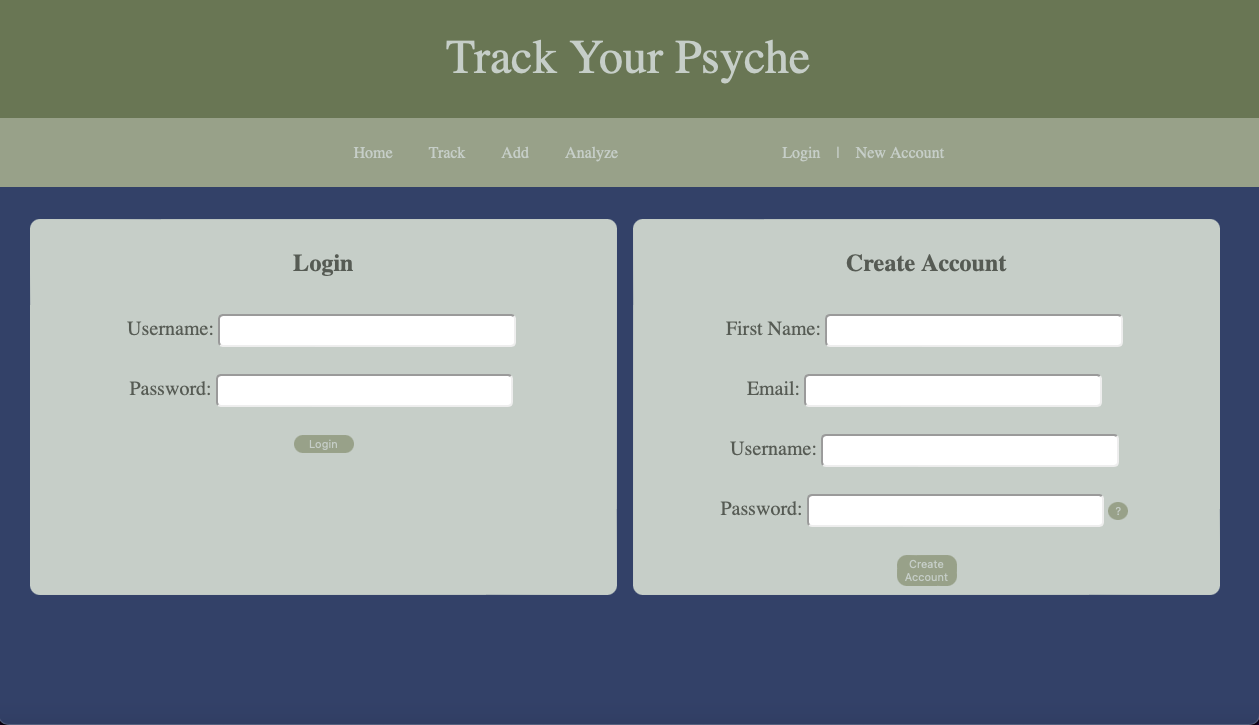 Track Your Psyche
Home Track Add Analyze Login | New Account
Login
Username:
Password:
Login
Create Account
First Name:
Email:
Username:
Password: ?
Create
Account